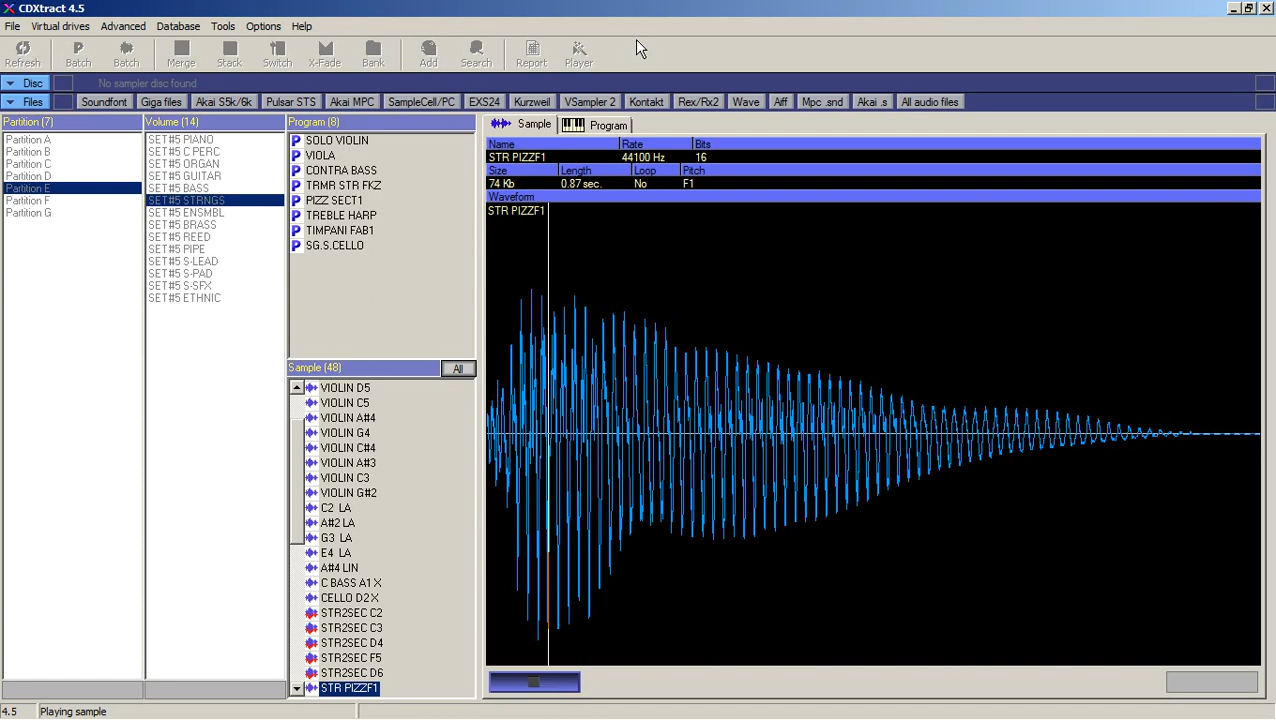 CDXtract 4.5
File Virtual drives Advanced Database Tools Options Help
Refresh Batch Batch Merge Stack Switch X-Fade Bank Add Search Report Player
Disc No sampler disc found
Files Soundfont Giga files Akai S5k/6k Pulsar STS Akai MPC SampleCell/PC EXS24 Kurzweil VSampler 2 Kontakt Rex/Rx2 Wave Aiff Mpc .snd Akai .s All audio files
Partition (7)
Partition A
Partition B
Partition C
Partition D
Partition E
Partition F
Partition G
Volume (14)
SET#5 PIANO
SET#5 C PERC
SET#5 ORGAN
SET#5 GUITAR
SET#5 BASS
SET#5 STRNGS
SET#5 ENSMBL
SET#5 BRASS
SET#5 REED
SET#5 PIPE
SET#5 S-LEAD
SET#5 S-PAD
SET#5 S-SFX
SET#5 ETHNIC
Program (8)
P SOLO VIOLIN
P VIOLA
P CONTRA BASS
P TRMR STR FKZ
P PIZZ SECT1
P TREBLE HARP
P TIMPANI FAB1
P SG.S.CELLO
Sample (48) All
VIOLIN D5
VIOLIN C5
VIOLIN A#4
VIOLIN G4
VIOLIN C#4
VIOLIN A#3
VIOLIN C3
VIOLIN G#2
C2 LA
A#2 LA
G3 LA
E4 LA
A#4 LIN
C BASS A1 X
CELLO D2 X
STR2SEC C2
STR2SEC C3
STR2SEC D4
STR2SEC F5
STR2SEC D6
STR PIZZF1
Sample Program
Name Rate Bits
STR PIZZF1 44100 Hz 16
Size Length Loop Pitch
74 Kb 0.87 sec. No F1
Waveform
STR PIZZF1
4.5 Playing sample